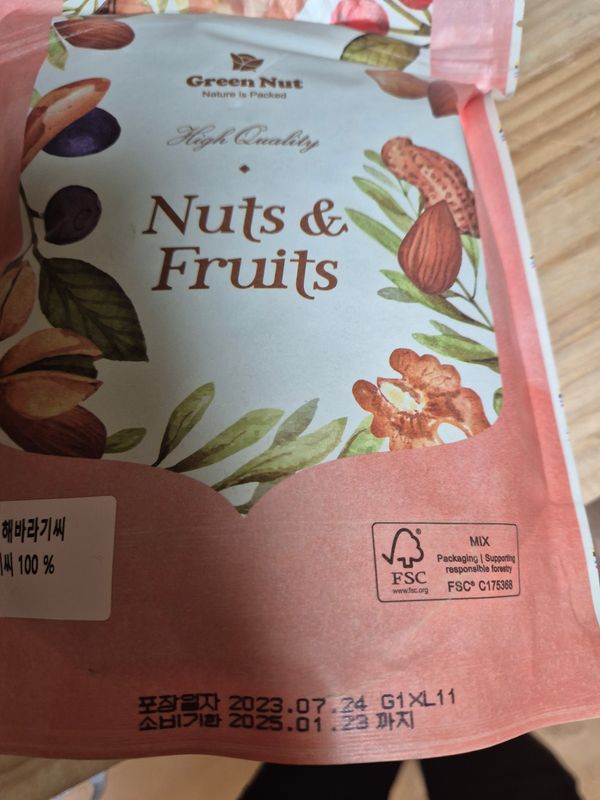 Green Nut
Nature is Packed
High Quality
Nuts &
Fruits
해바라기씨
씨 100 %
FSC
www.fsc.org
MIX
Packaging | Supporting
responsible forestry
FSC® C175368
포장일자 2023.07.24 G1XL11
소비기한 2025.01.23 까지